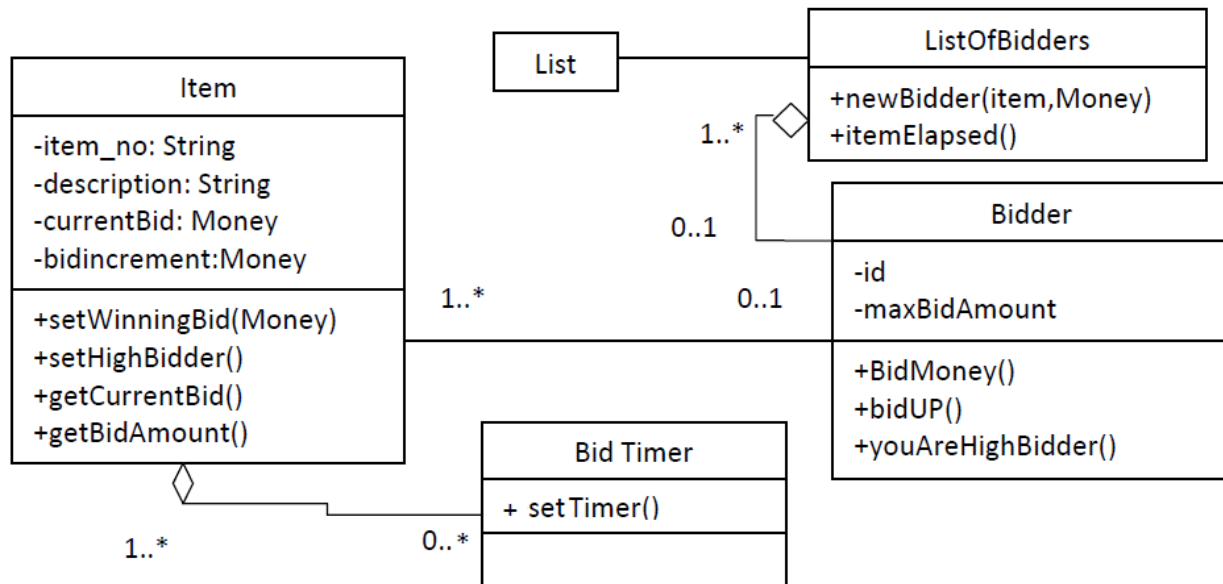 Item
-item_no: String
-description: String
-currentBid: Money
-bidincrement:Money
+setWinningBid(Money)
+setHighBidder()
+getCurrentBid()
+getBidAmount()
List
ListOfBidders
+newBidder(item,Money)
+itemElapsed()
1..*
0..1
Bidder
-id
-maxBidAmount
+BidMoney()
+bidUP()
+youAreHighBidder()
1..*
0..1
Bid Timer
+ setTimer()
1..*
0..*